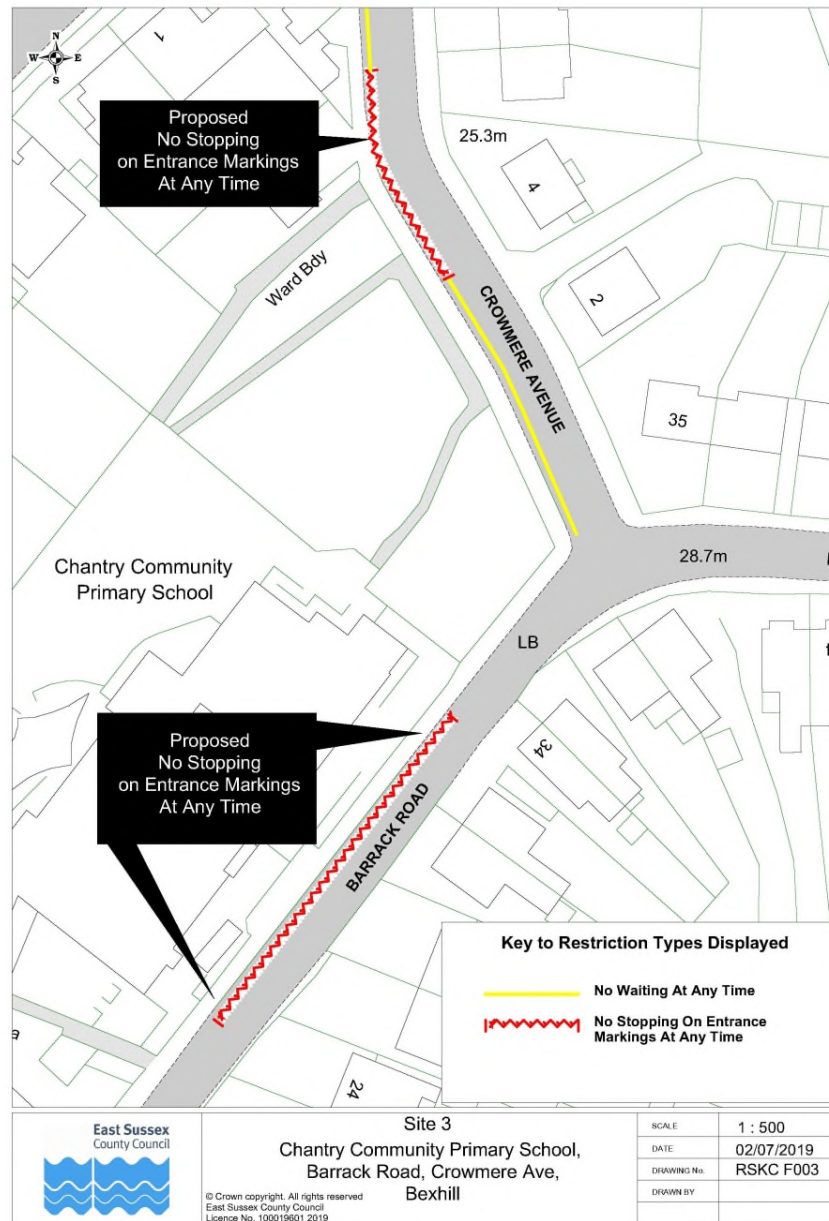 N
W E
S
1
Proposed
No Stopping
on Entrance Markings
At Any Time
25.3m
4
Ward Bdy
2
CROWMERE AVENUE
35
Chantry Community
Primary School
28.7m
LB
Proposed
No Stopping
on Entrance Markings
At Any Time
34
BARRACK ROAD
Key to Restriction Types Displayed
No Waiting At Any Time
No Stopping On Entrance
Markings At Any Time
24
East Sussex
County Council
Site 3
Chantry Community Primary School,
Barrack Road, Crowmere Ave,
Bexhill
© Crown copyright. All rights reserved
East Sussex County Council
Licence No. 100019601 2019
SCALE 1 : 500
DATE 02/07/2019
DRAWING No. RSKC F003
DRAWN BY